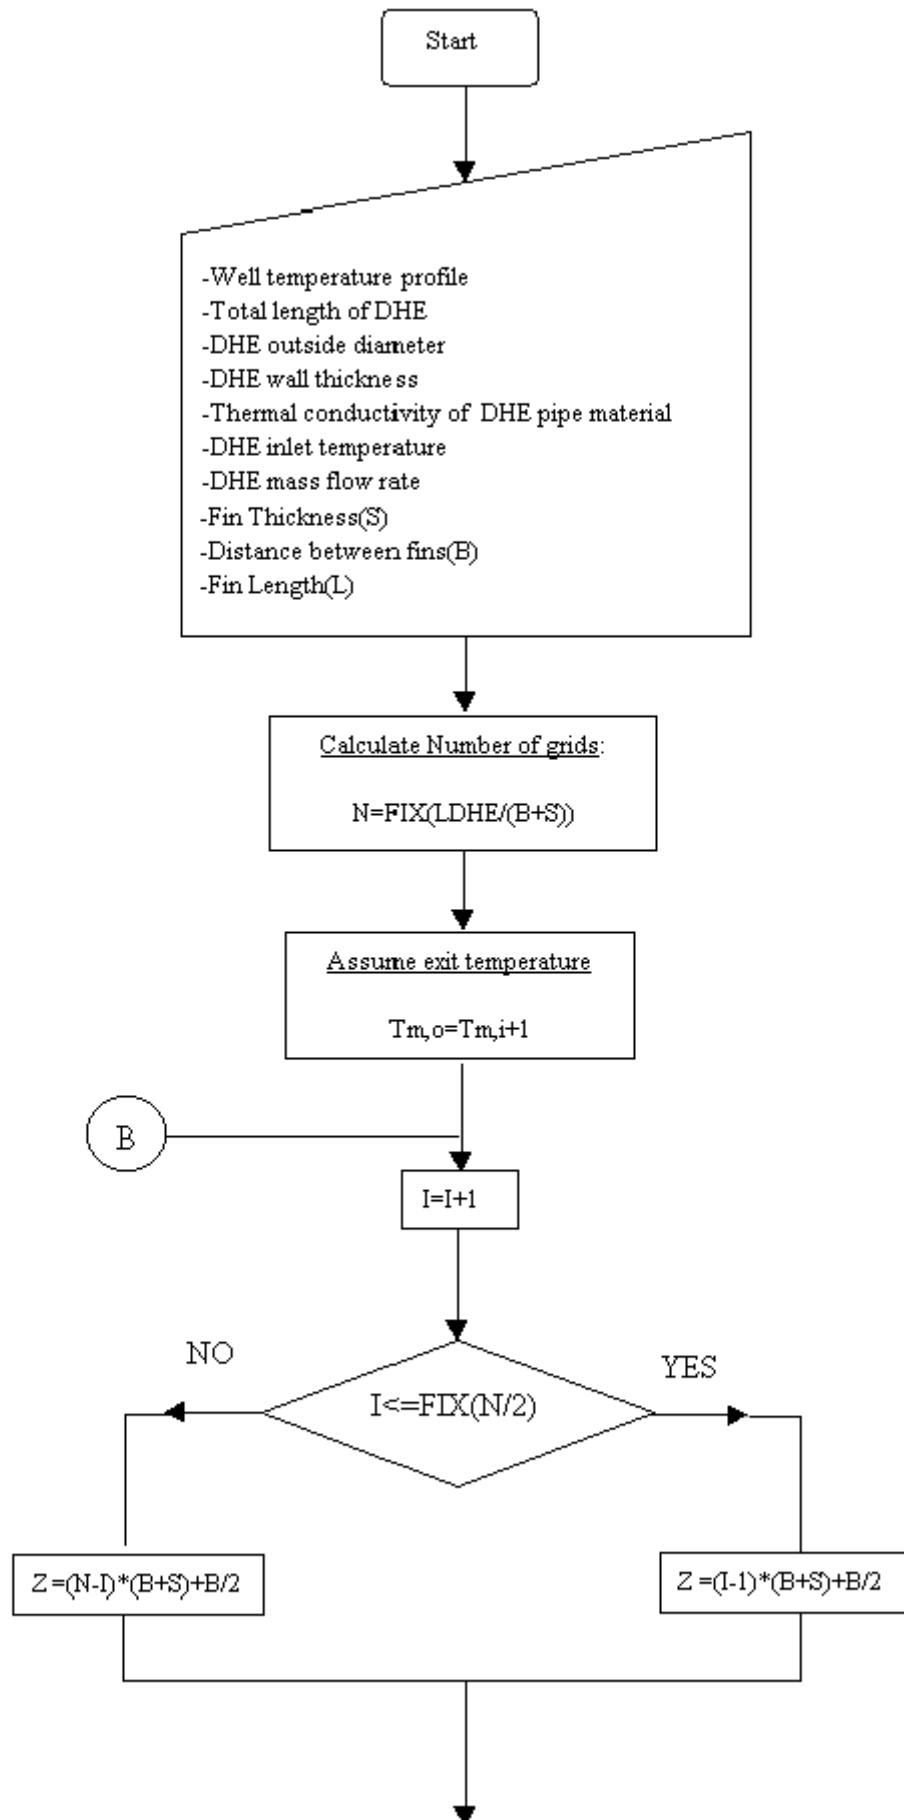 Start
-Well temperature profile
-Total length of DHE
-DHE outside diameter
-DHE wall thickness
-Thermal conductivity of DHE pipe material
-DHE inlet temperature
-DHE mass flow rate
-Fin Thickness(S)
-Distance between fins(B)
-Fin Length(L)
Calculate Number of grids:
N=FIX(LDHE/(B+S))
Assume exit temperature
Tm,o=Tm,i+1
B
I=I+1
NO
YES
I<=FIX(N/2)
Z=(N-I)*(B+S)+B/2
Z=(I-1)*(B+S)+B/2